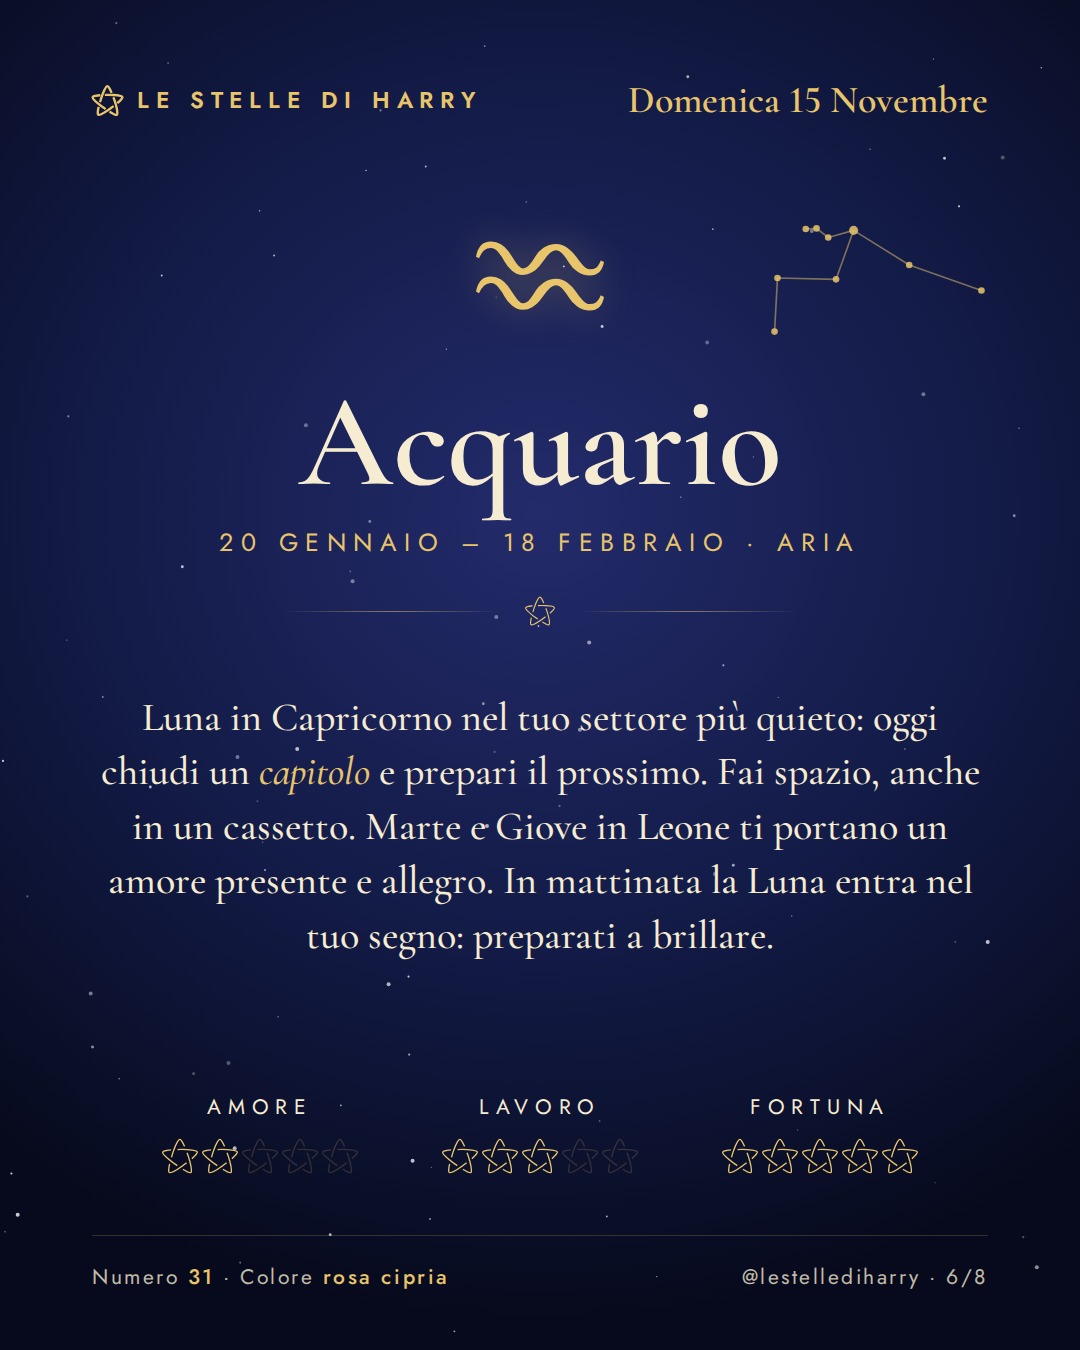 LE STELLE DI HARRY
Domenica 15 Novembre
Acquario
20 GENNAIO – 18 FEBBRAIO · ARIA
Luna in Capricorno nel tuo settore più quieto: oggi
chiudi un capitolo e prepari il prossimo. Fai spazio, anche
in un cassetto. Marte e Giove in Leone ti portano un
amore presente e allegro. In mattinata la Luna entra nel
tuo segno: preparati a brillare.
AMORE
LAVORO
FORTUNA
Numero 31 · Colore rosa cipria
@lestellediharry · 6/8